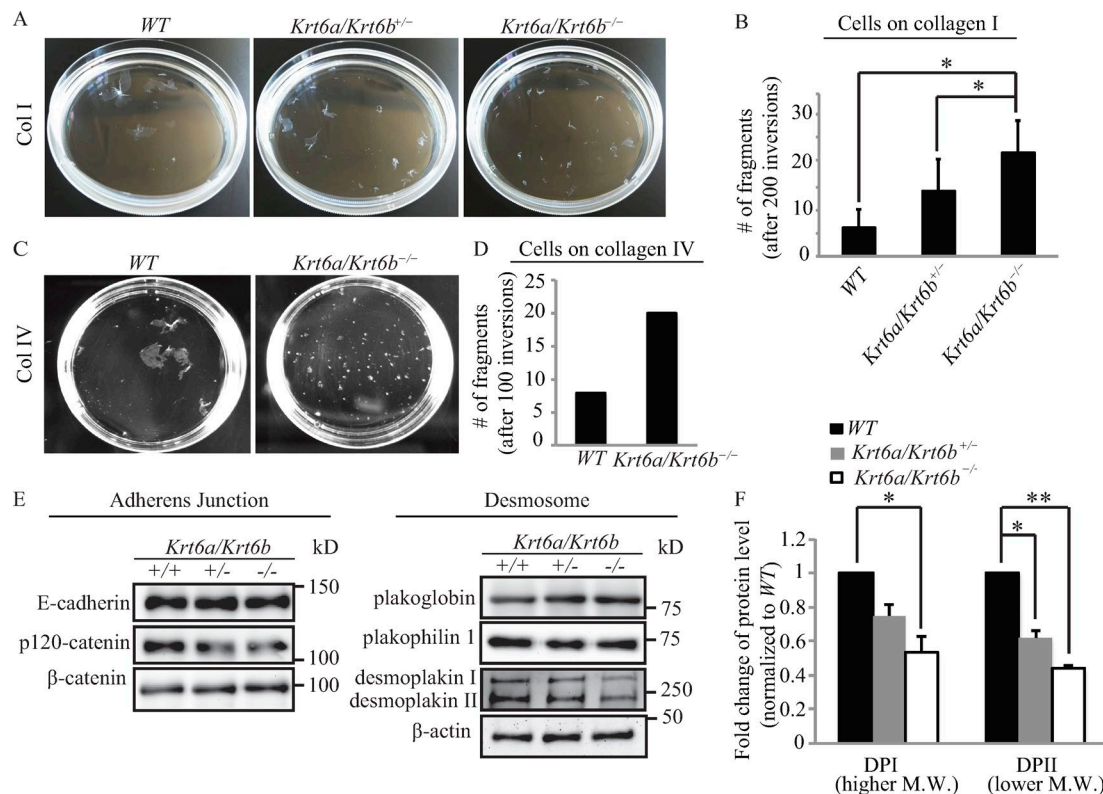 A
WT
Krt6a/Krt6b+/−
Krt6a/Krt6b−/−
Col I
B
Cells on collagen I
*
*
# of fragments
(after 200 inversions)
40
30
20
10
0
WT
Krt6a/Krt6b+/−
Krt6a/Krt6b−/−
C
WT
Krt6a/Krt6b−/−
Col IV
D
Cells on collagen IV
# of fragments
(after 100 inversions)
25
20
15
10
5
0
WT
Krt6a/Krt6b−/−
E
Adherens Junction
Krt6a/Krt6b
kD
+/+
+/-
-/-
E-cadherin
150
p120-catenin
100
β-catenin
100
Desmosome
Krt6a/Krt6b
kD
+/+
+/-
-/-
plakoglobin
75
plakophilin 1
75
desmoplakin I
desmoplakin II
250
β-actin
50
WT
Krt6a/Krt6b+/−
Krt6a/Krt6b−/-
F
*
*
**
Fold change of protein level
(normalized to WT)
1.2
1
0.8
0.6
0.4
0.2
0
DPI
(higher M.W.)
DPII
(lower M.W.)